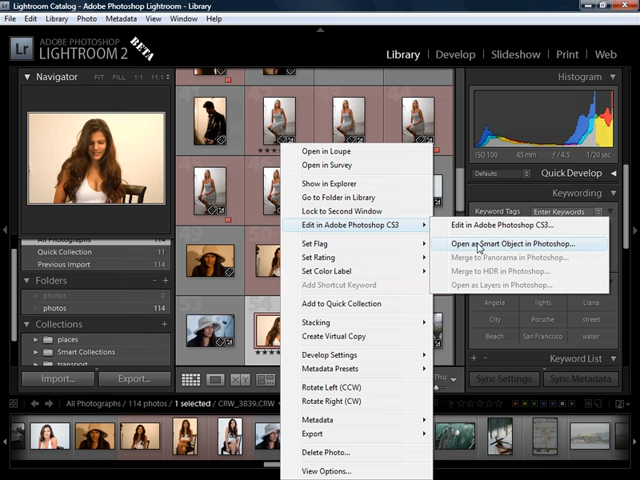 Lightroom Catalog - Adobe Photoshop Lightroom - Library
File Edit Library Photo Metadata View Window Help
Lr ADOBE PHOTOSHOP LIGHTROOM 2 BETA
Library | Develop | Slideshow | Print | Web
Navigator FIT FILL 1:1 11:1
All Photographs 114
Quick Collection 11
Previous Import 3
Folders
photos 0
photos 114
Collections
places
Smart Collections
transport
Import... Export...
53 54
Open in Loupe
Open in Survey
Show in Explorer
Go to Folder in Library
Lock to Second Window
Edit in Adobe Photoshop CS3
Set Flag
Set Rating
Set Color Label
Add Shortcut Keyword
Add to Quick Collection
Stacking
Create Virtual Copy
Develop Settings
Metadata Presets
Rotate Left (CCW)
Rotate Right (CW)
Metadata
Export
Delete Photo...
View Options...
Edit in Adobe Photoshop CS3...
Open as Smart Object in Photoshop...
Merge to Panorama in Photoshop...
Merge to HDR in Photoshop...
Open as Layers in Photoshop...
Histogram
ISO 100 45 mm f / 4.5 1/20 sec
Defaults Quick Develop
Keywording
Keyword Tags Enter Keywords
Angela lights Liana
City Porsche street
Beach San Francisco water
Keyword List
Thu
Sync Settings Sync Metadata
All Photographs / 114 photos / 1 selected / CRW_3839.CRW